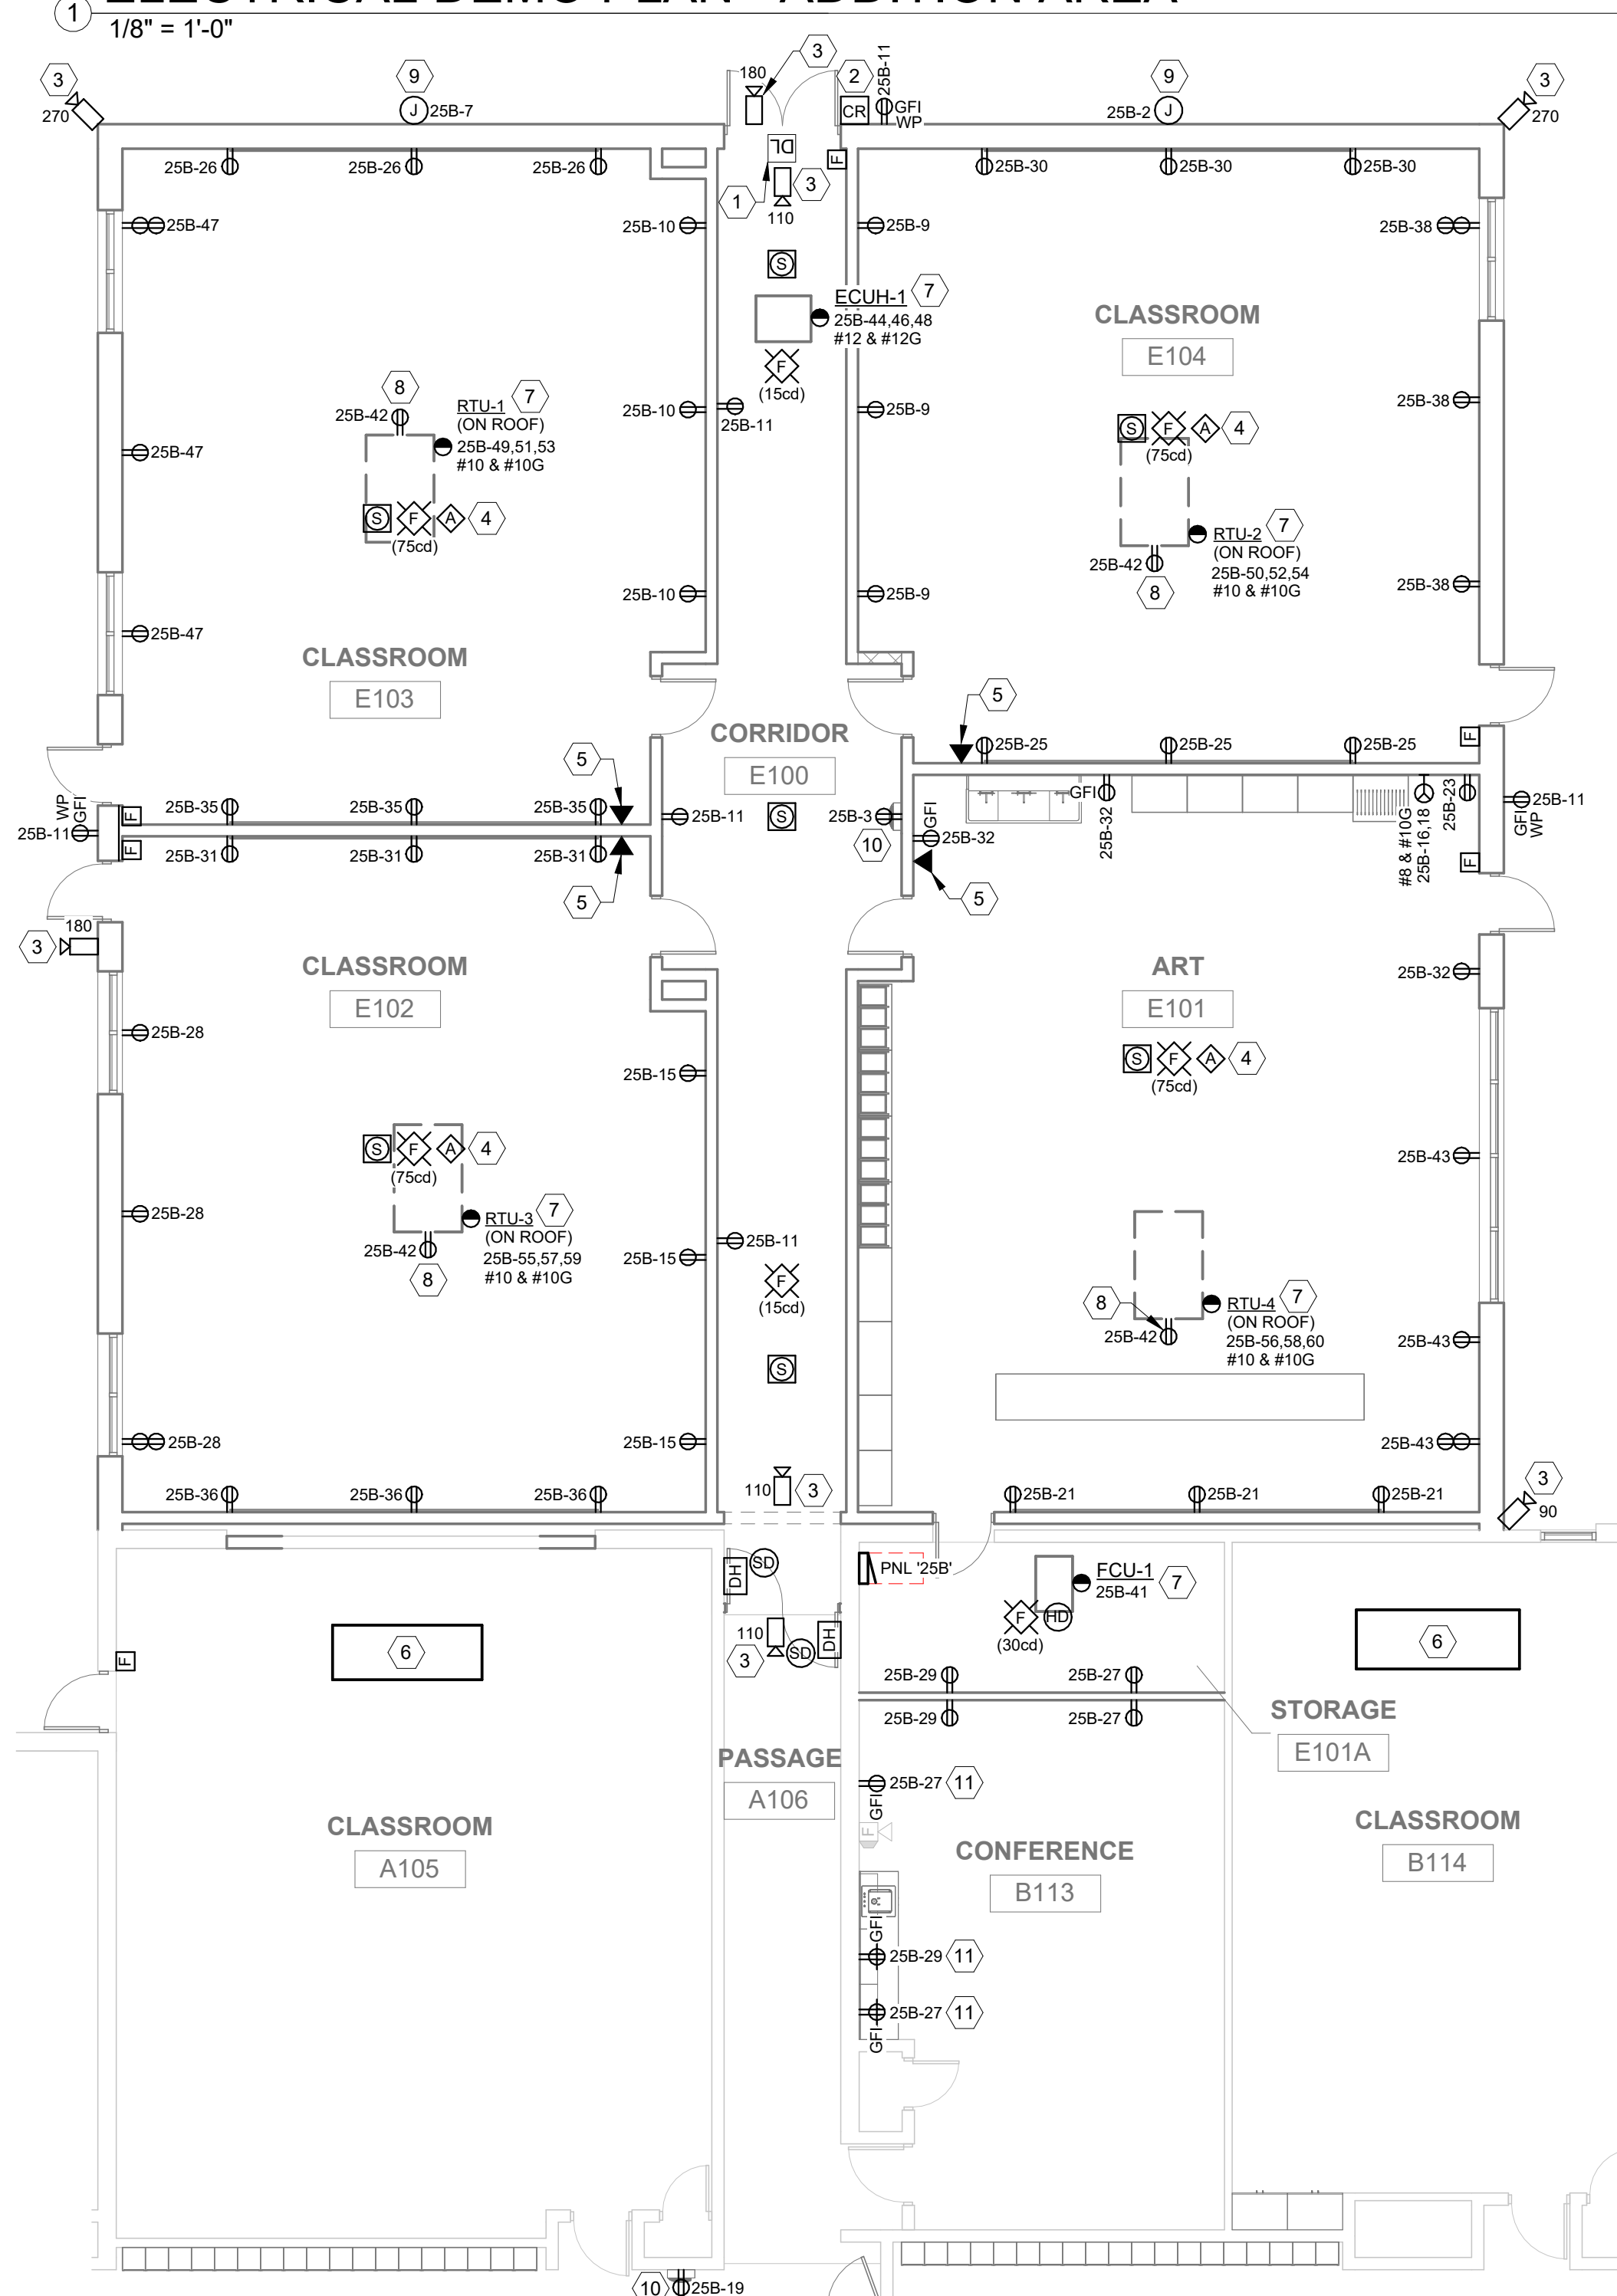 1
1/8" = 1'-0"
3
270
9
J
25B-7
180
3
2
CR
25B-11
GFI
WP
9
25B-2
J
3
270
DL
F
1
3
110
25B-26
25B-26
25B-26
25B-30
25B-30
25B-30
25B-47
25B-10
25B-9
25B-38
S
ECUH-1
7
25B-44,46,48
#12 & #12G
F
(15cd)
CLASSROOM
E104
8
25B-42
RTU-1
7
(ON ROOF)
25B-49,51,53
#10 & #10G
25B-10
25B-11
25B-9
25B-38
S
F
A
4
(75cd)
25B-47
S
F
A
4
(75cd)
RTU-2
7
(ON ROOF)
25B-50,52,54
#10 & #10G
25B-42
8
25B-10
25B-9
25B-38
25B-47
CLASSROOM
E103
5
CORRIDOR
E100
5
25B-25
25B-25
25B-25
F
WP
GFI
25B-11
F
25B-35
25B-35
25B-35
F
25B-31
25B-31
25B-31
5
25B-11
S
25B-3
10
GFI
25B-32
5
GFI
25B-32
#8 & #10G
25B-16,18
25B-23
F
25B-11
GFI
WP
180
3
CLASSROOM
E102
ART
E101
25B-32
25B-28
25B-15
S
F
A
4
(75cd)
S
F
A
4
(75cd)
25B-43
25B-28
RTU-3
7
(ON ROOF)
25B-55,57,59
#10 & #10G
25B-42
8
25B-15
25B-11
F
(15cd)
8
25B-42
RTU-4
7
(ON ROOF)
25B-56,58,60
#10 & #10G
25B-43
S
25B-28
25B-15
25B-43
25B-36
25B-36
25B-36
110
3
25B-21
25B-21
25B-21
3
90
DH
SD
PNL '25B'
FCU-1
25B-41
7
F
HD
(30cd)
110
3
SD
DH
F
6
6
25B-29
25B-27
25B-29
25B-27
STORAGE
E101A
PASSAGE
A106
25B-27
11
GFI
F
CLASSROOM
A105
CONFERENCE
B113
CLASSROOM
B114
GFI
25B-29
11
25B-27
11
GFI
10
25B-19